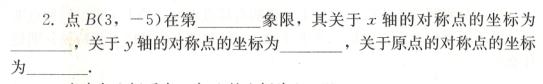 2. 点 B(3，-5)在第________象限，其关于 x 轴的对称点的坐标为
________，关于 y 轴的对称点的坐标为________，关于原点的对称点的坐标
为________.